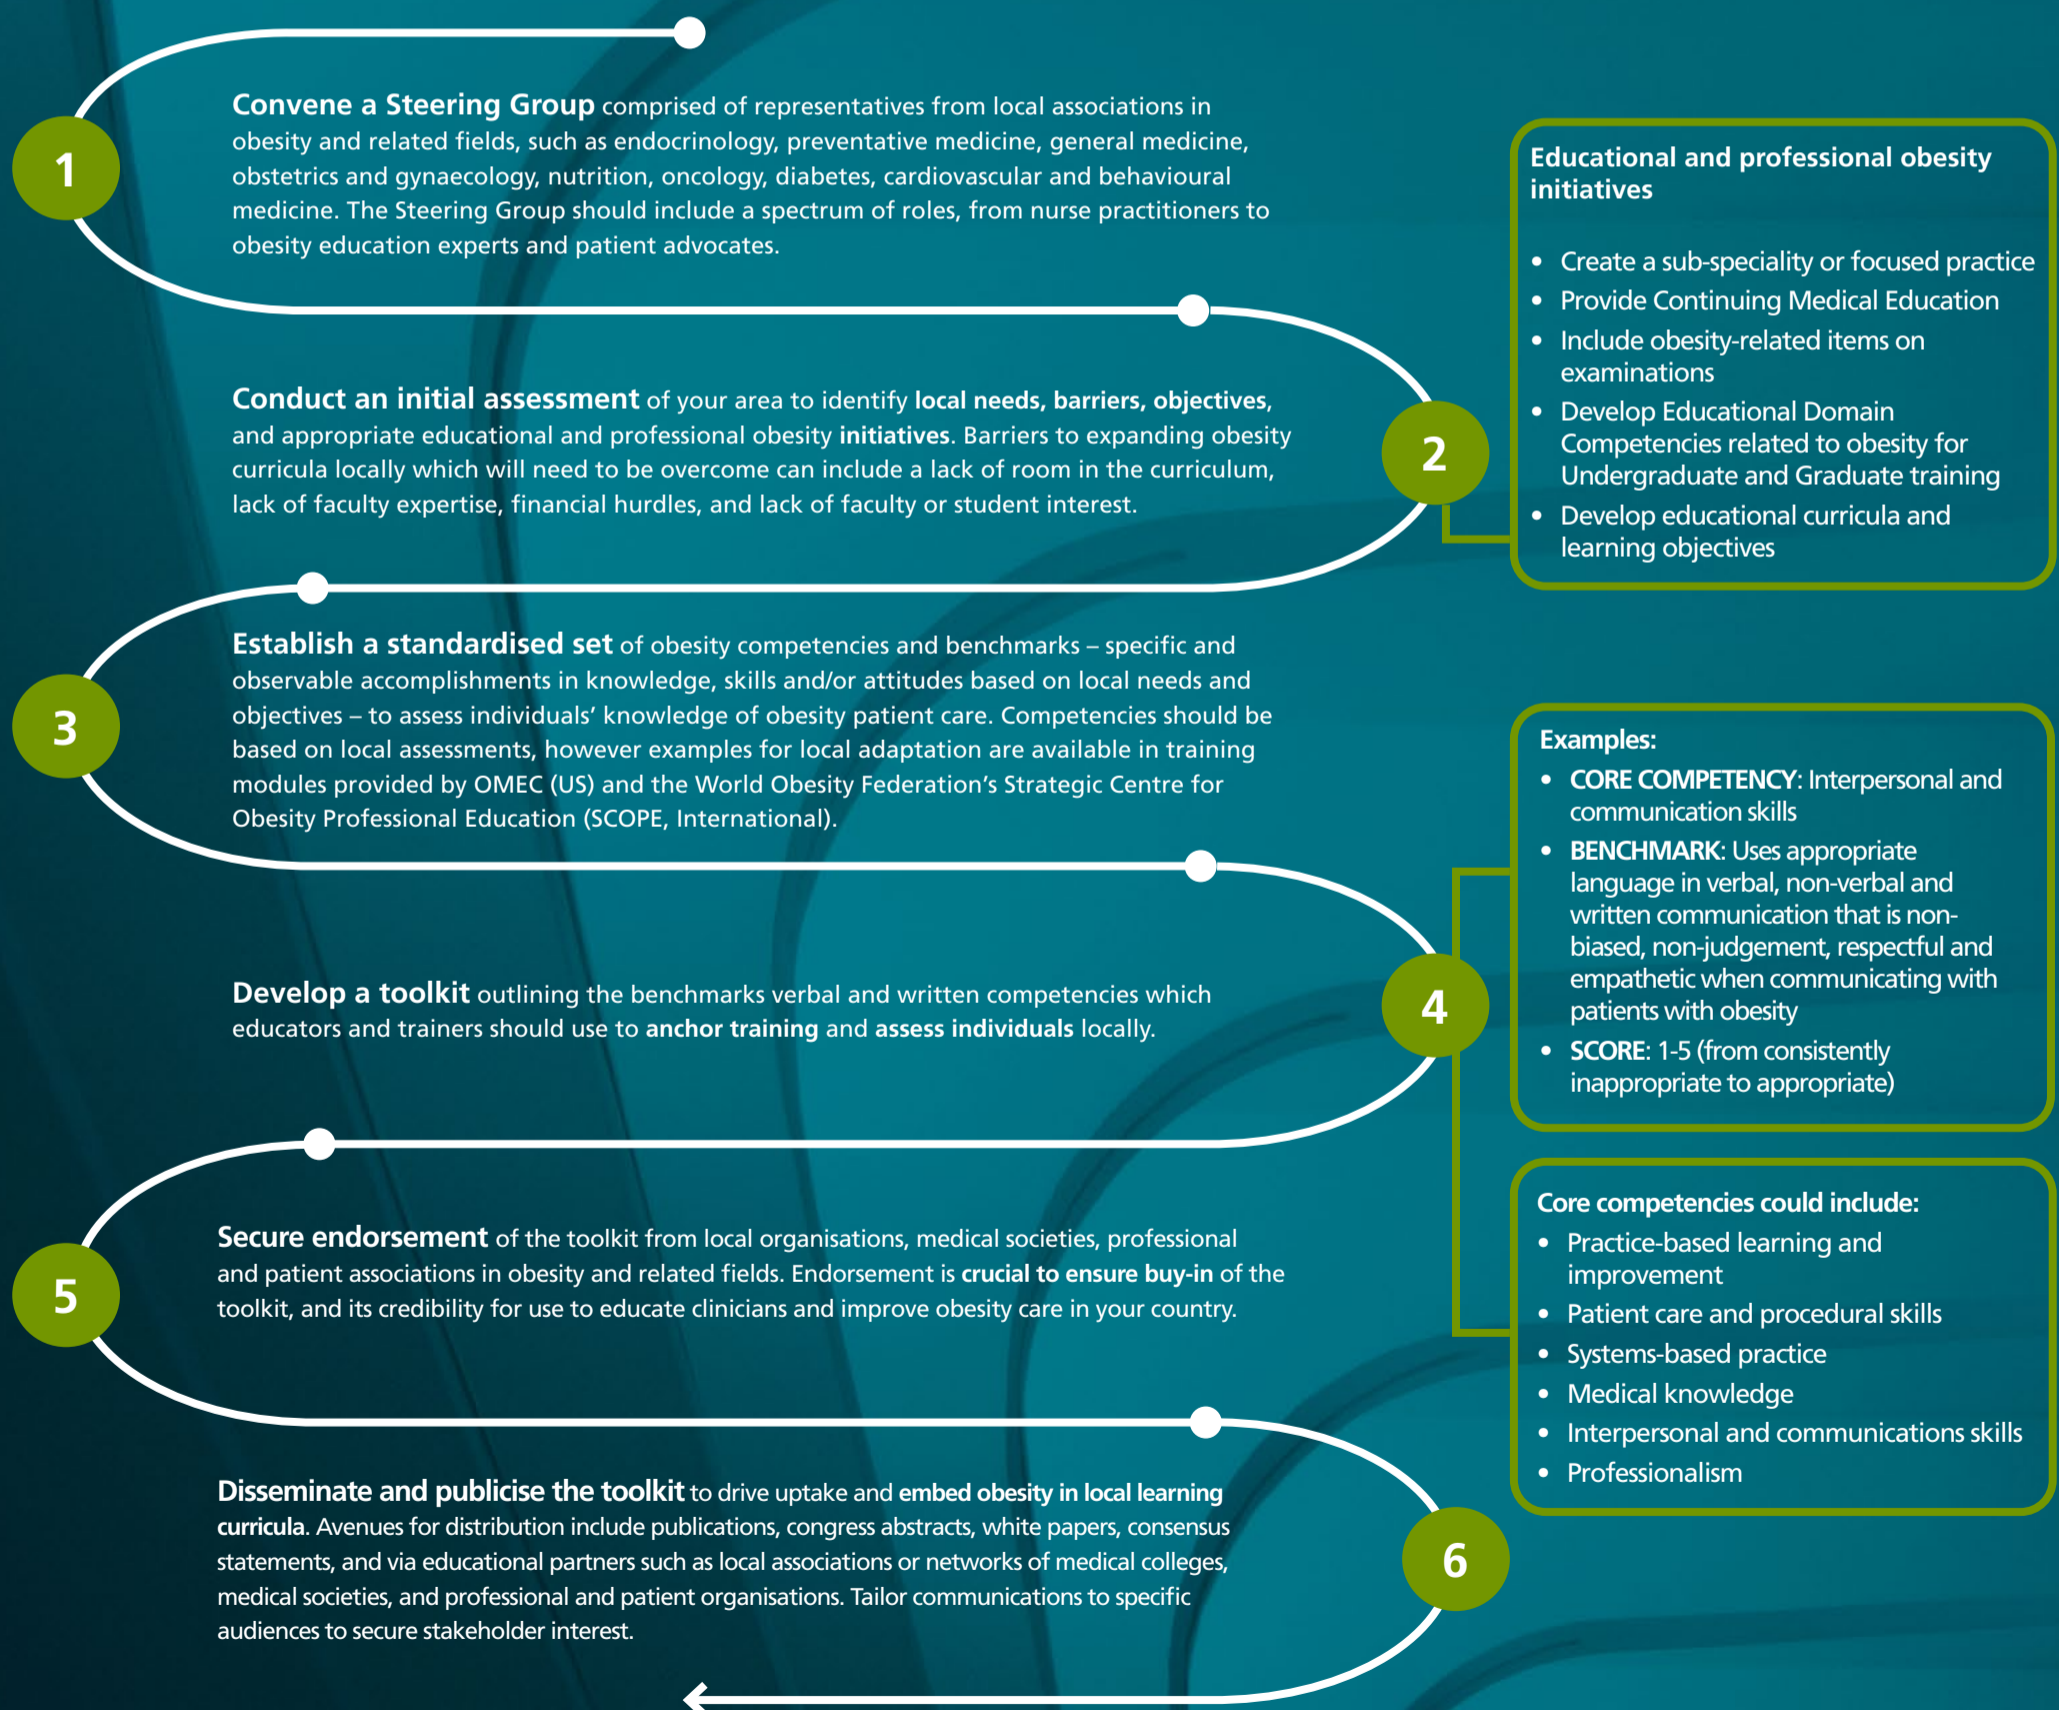 1
Convene a Steering Group comprised of representatives from local associations in
obesity and related fields, such as endocrinology, preventative medicine, general medicine,
obstetrics and gynaecology, nutrition, oncology, diabetes, cardiovascular and behavioural
medicine. The Steering Group should include a spectrum of roles, from nurse practitioners to
obesity education experts and patient advocates.
2
Conduct an initial assessment of your area to identify local needs, barriers, objectives,
and appropriate educational and professional obesity initiatives. Barriers to expanding obesity
curricula locally which will need to be overcome can include a lack of room in the curriculum,
lack of faculty expertise, financial hurdles, and lack of faculty or student interest.
Educational and professional obesity
initiatives
• Create a sub-speciality or focused practice
• Provide Continuing Medical Education
• Include obesity-related items on
examinations
• Develop Educational Domain
Competencies related to obesity for
Undergraduate and Graduate training
• Develop educational curricula and
learning objectives
3
Establish a standardised set of obesity competencies and benchmarks – specific and
observable accomplishments in knowledge, skills and/or attitudes based on local needs and
objectives – to assess individuals’ knowledge of obesity patient care. Competencies should be
based on local assessments, however examples for local adaptation are available in training
modules provided by OMEC (US) and the World Obesity Federation’s Strategic Centre for
Obesity Professional Education (SCOPE, International).
4
Develop a toolkit outlining the benchmarks verbal and written competencies which
educators and trainers should use to anchor training and assess individuals locally.
Examples:
• CORE COMPETENCY: Interpersonal and
communication skills
• BENCHMARK: Uses appropriate
language in verbal, non-verbal and
written communication that is non-
biased, non-judgement, respectful and
empathetic when communicating with
patients with obesity
• SCORE: 1-5 (from consistently
inappropriate to appropriate)
Core competencies could include:
• Practice-based learning and
improvement
• Patient care and procedural skills
• Systems-based practice
• Medical knowledge
• Interpersonal and communications skills
• Professionalism
5
Secure endorsement of the toolkit from local organisations, medical societies, professional
and patient associations in obesity and related fields. Endorsement is crucial to ensure buy-in of the
toolkit, and its credibility for use to educate clinicians and improve obesity care in your country.
6
Disseminate and publicise the toolkit to drive uptake and embed obesity in local learning
curricula. Avenues for distribution include publications, congress abstracts, white papers, consensus
statements, and via educational partners such as local associations or networks of medical colleges,
medical societies, and professional and patient organisations. Tailor communications to specific
audiences to secure stakeholder interest.